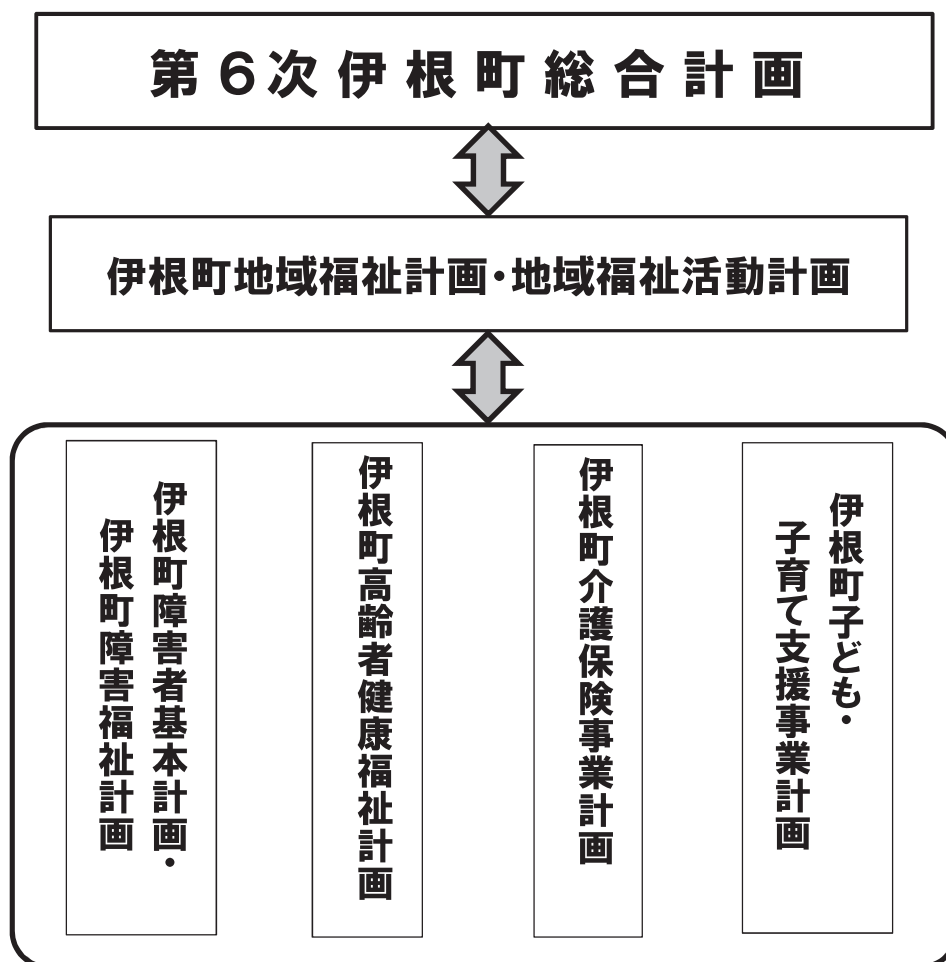 第6次伊根町総合計画
伊根町地域福祉計画・地域福祉活動計画
伊根町障害者基本計画・
伊根町障害福祉計画
伊根町高齢者健康福祉計画
伊根町介護保険事業計画
伊根町子ども・
子育て支援事業計画